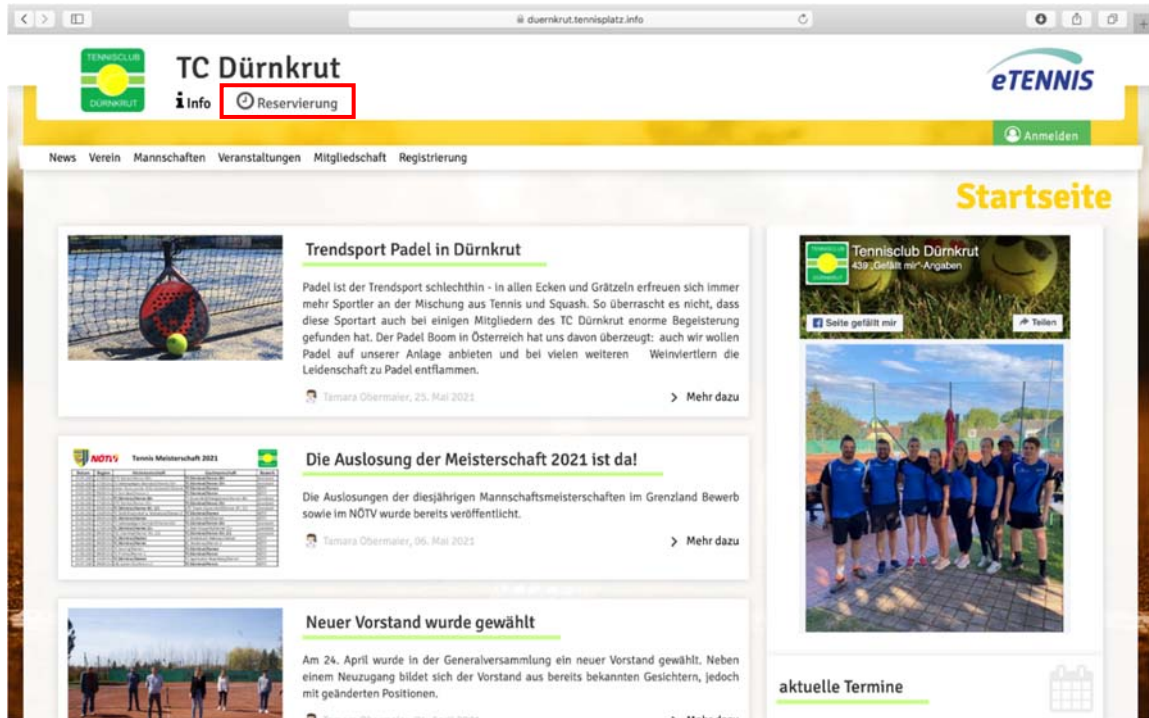 duernkrut.tennisplatz.info
TENNISCLUB
DÜRNKRUT
TC Dürnkrut
Info
Reservierung
eTENNIS
Anmelden
News Verein Mannschaften Veranstaltungen Mitgliedschaft Registrierung
Startseite
Trendsport Padel in Dürnkrut
Padel ist der Trendsport schlechthin - in allen Ecken und Grätzeln erfreuen sich immer
mehr Sportler an der Mischung aus Tennis und Squash. So überrascht es nicht, dass
diese Sportart auch bei einigen Mitgliedern des TC Dürnkrut enorme Begeisterung
gefunden hat. Der Padel Boom in Österreich hat uns davon überzeugt: auch wir wollen
Padel auf unserer Anlage anbieten und bei vielen weiteren Weinviertlern die
Leidenschaft zu Padel entflammen.
Tamara Obermaier, 25. Mai 2021
Mehr dazu
NÖTV
Tennis Meisterschaft 2021
Die Auslosung der Meisterschaft 2021 ist da!
Die Auslosungen der diesjährigen Mannschaftsmeisterschaften im Grenzland Bewerb
sowie im NÖTV wurde bereits veröffentlicht.
Tamara Obermaier, 06. Mai 2021
Mehr dazu
Neuer Vorstand wurde gewählt
Am 24. April wurde in der Generalversammlung ein neuer Vorstand gewählt. Neben
einem Neuzugang bildet sich der Vorstand aus bereits bekannten Gesichtern, jedoch
mit geänderten Positionen.
Mehr dazu
TENNISCLUB
DÜRNKRUT
Tennisclub Dürnkrut
439 „Gefällt mir“-Angaben
Seite gefällt mir
Teilen
aktuelle Termine